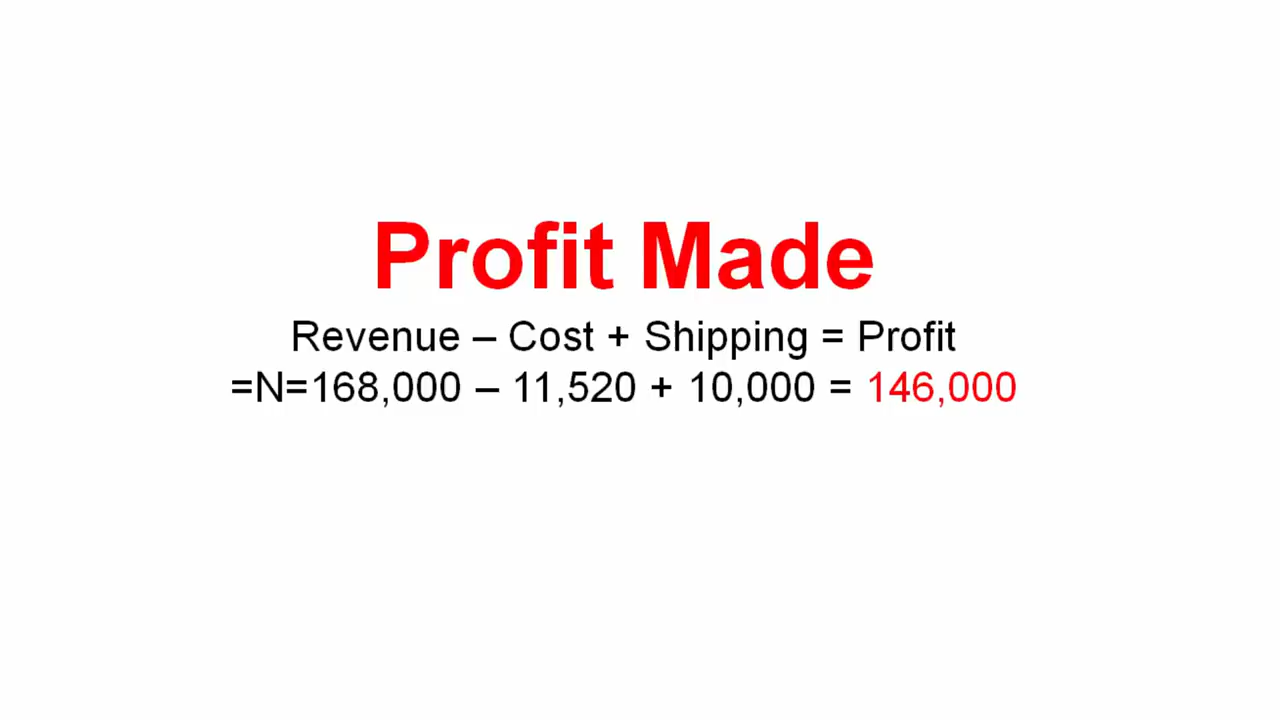 Profit Made
Revenue – Cost + Shipping = Profit
=N=168,000 – 11,520 + 10,000 = 146,000